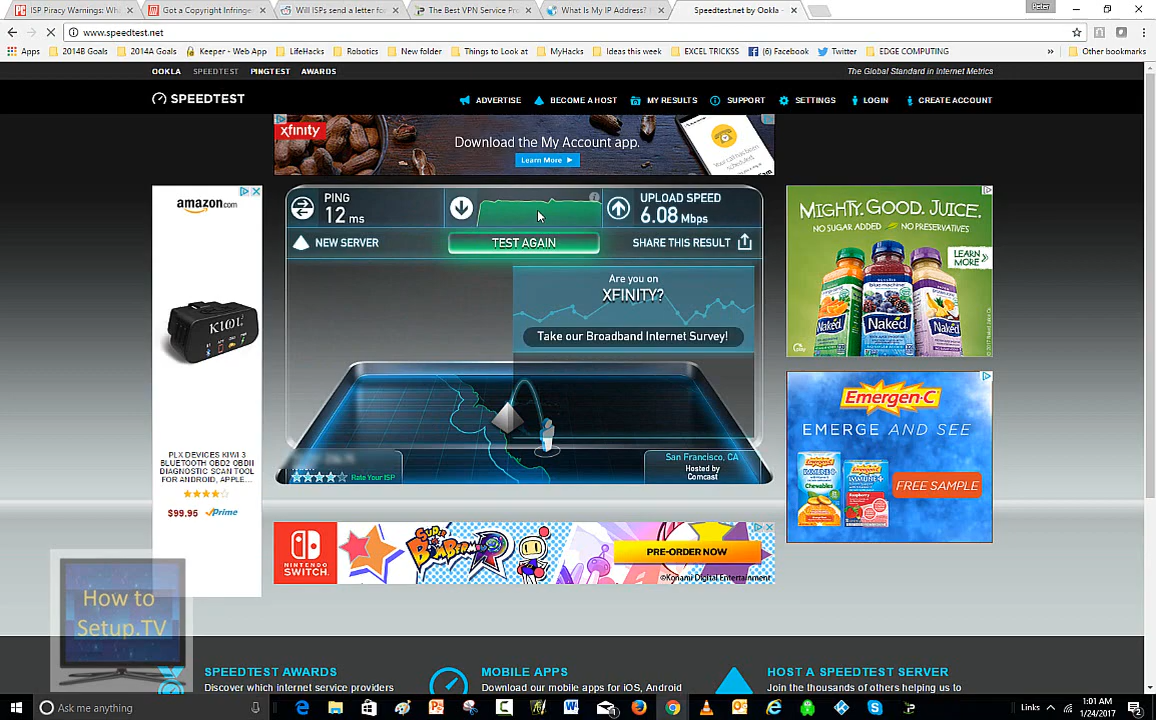 ISP Piracy Warnings: Wh
Got a Copyright Infringe
Will ISPs send a letter fo
The Best VPN Service Pro
What Is My IP Address?
Speedtest.net by Ookla -
Peter
www.speedtest.net
Apps
2014B Goals
2014A Goals
Keeper - Web App
LifeHacks
Robotics
New folder
Things to Look at
MyHacks
Ideas this week
EXCEL TRICKSS
(6) Facebook
Twitter
EDGE COMPUTING
Other bookmarks
OOKLA
SPEEDTEST
PINGTEST
AWARDS
The Global Standard in Internet Metrics
SPEEDTEST
ADVERTISE
BECOME A HOST
MY RESULTS
SUPPORT
SETTINGS
LOGIN
CREATE ACCOUNT
xfinity
Download the My Account app.
Learn More
amazon.com
PING
12 ms
UPLOAD SPEED
6.08 Mbps
NEW SERVER
TEST AGAIN
SHARE THIS RESULT
Are you on
XFINITY?
Take our Broadband Internet Survey!
MIGHTY. GOOD. JUICE.
NO SUGAR ADDED
NO PRESERVATIVES
LEARN
MORE
Naked
Naked
Naked
KIWI
PLX DEVICES KIWI 3
BLUETOOTH OBD2 OBDII
DIAGNOSTIC SCAN TOOL
FOR ANDROID, APPLE...
$99.96 Prime
Rate Your ISP
San Francisco, CA
Hosted by
Comcast
Emergen-C
EMERGE AND SEE
FREE SAMPLE
NINTENDO
SWITCH
SUPER
BOMBERMAN
R
PRE-ORDER NOW
©Konami Digital Entertainment
How to
Setup.TV
SPEEDTEST AWARDS
Discover which internet service providers
MOBILE APPS
Download our mobile apps for iOS, Android
HOST A SPEEDTEST SERVER
Join the thousands of others helping us to
Ask me anything
Links
1:01 AM
1/24/2017